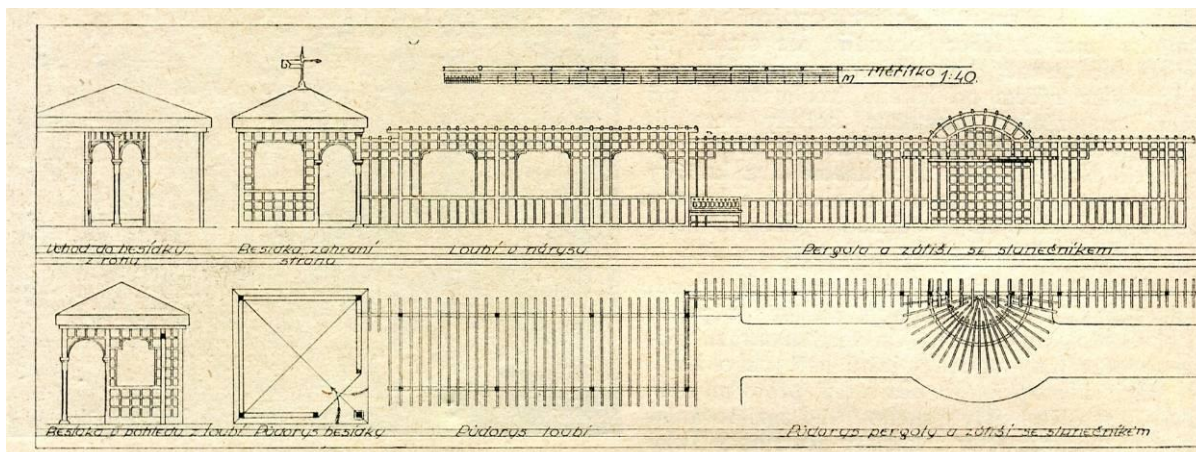 m Měřítko 1:40.
Vchod do besídky
z rohu
Besídka, zahradní
strana
Loubí v nárysu
Pergola a zátiší se slunečníkem
Besídka v pohledu z loubí
Půdorys besídky
Půdorys loubí
Půdorys pergoly a zátiší se slunečníkem